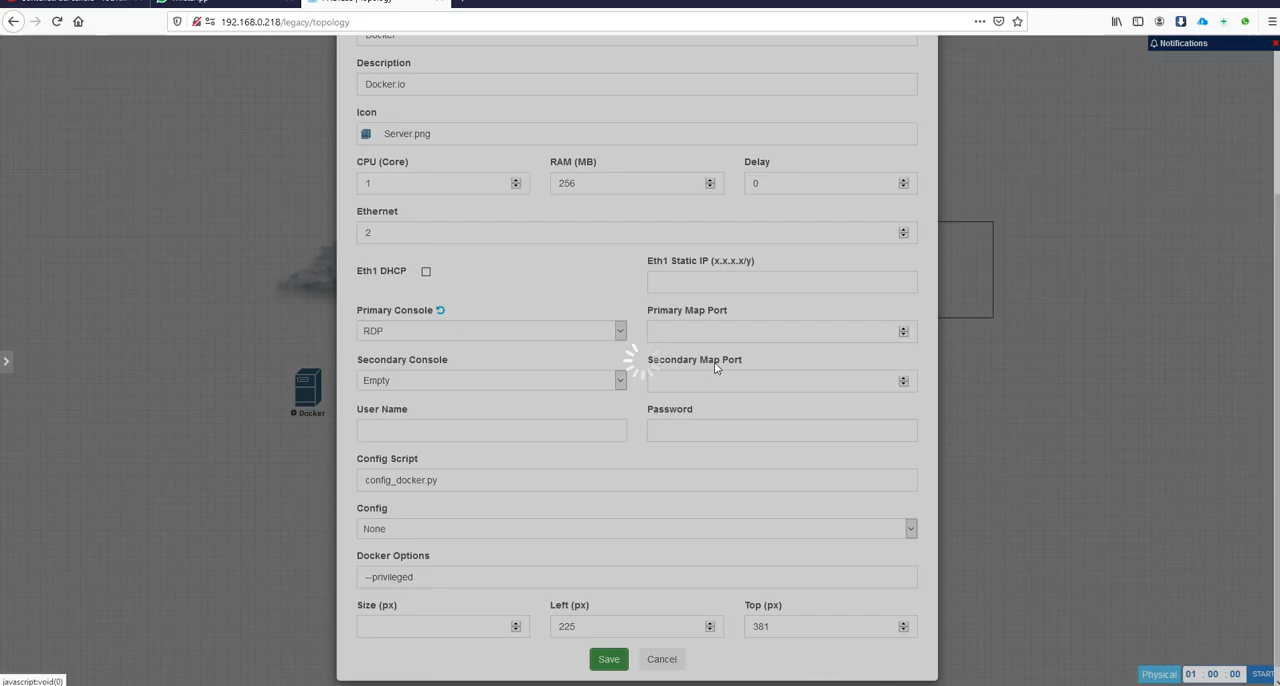 192.168.0.218/legacy/topology
Notifications
Docker
Description
Docker.io
Icon
Server.png
CPU (Core)
RAM (MB)
Delay
1
256
0
Ethernet
2
Eth1 DHCP
Eth1 Static IP (x.x.x.x/y)
Primary Console
Primary Map Port
RDP
Secondary Console
Secondary Map Port
Empty
Docker
User Name
Password
Config Script
config_docker.py
Config
None
Docker Options
--privileged
Size (px)
Left (px)
Top (px)
225
381
Save
Cancel
Physical
01 : 00 : 00
START
javascript:void(0)